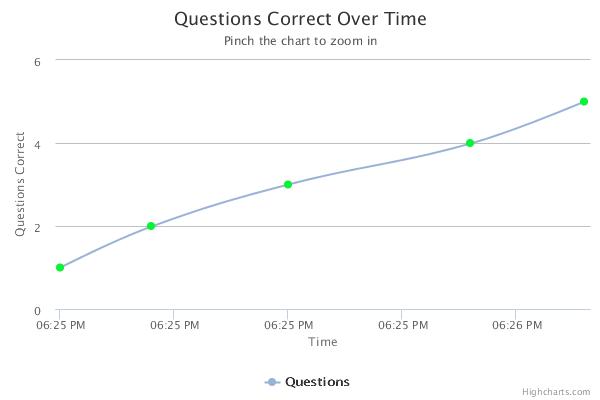 Questions Correct Over Time
Pinch the chart to zoom in
Questions Correct
6
4
2
0
06:25 PM 06:25 PM 06:25 PM 06:25 PM 06:26 PM
Time
Questions
Highcharts.com